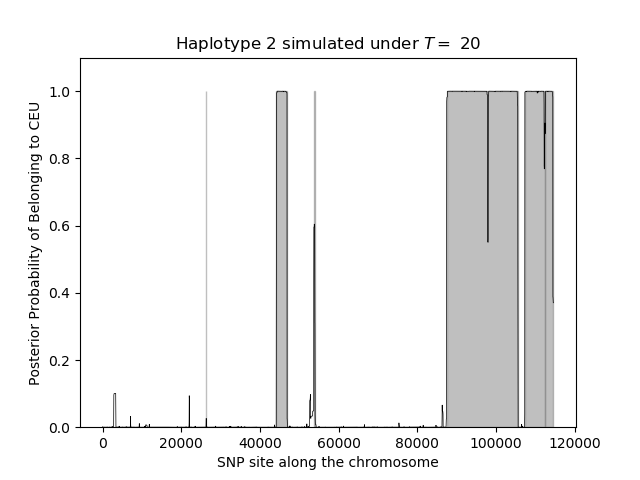 Haplotype 2 simulated under T = 20
Posterior Probability of Belonging to CEU
1.0
0.8
0.6
0.4
0.2
0.0
0 20000 40000 60000 80000 100000 120000
SNP site along the chromosome